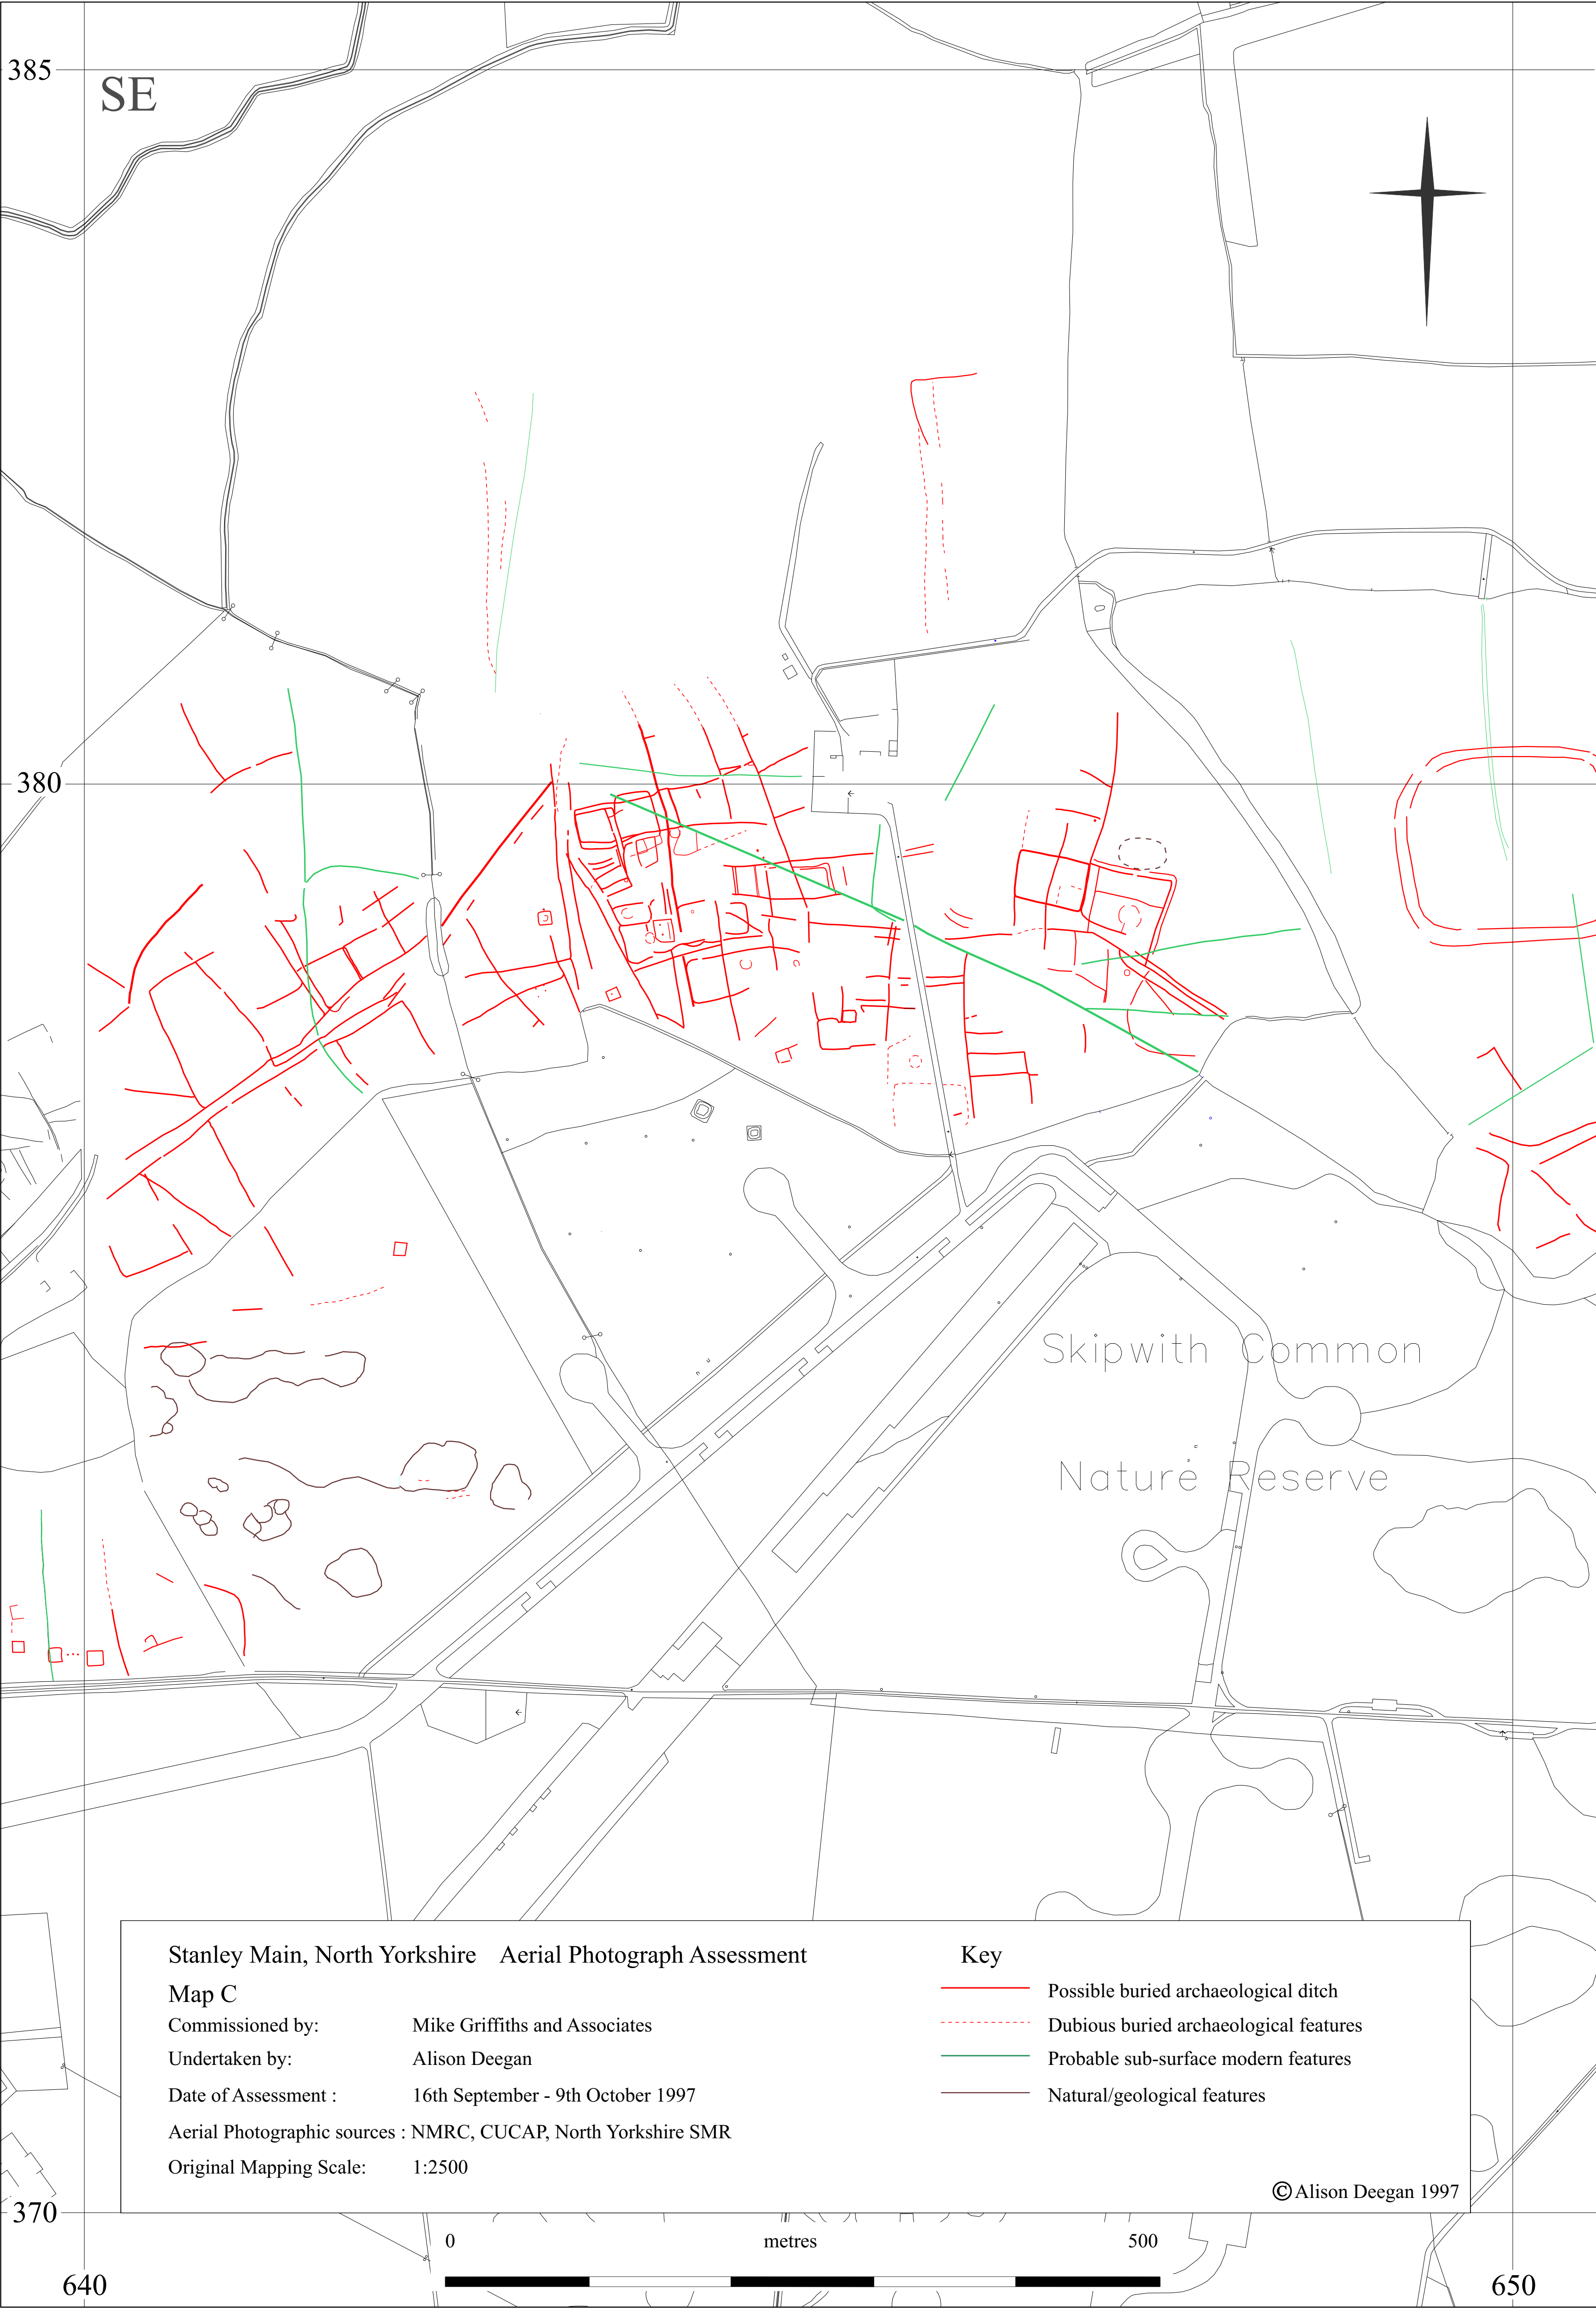 385
SE
380
Skipwith Common
Nature Reserve
Stanley Main, North Yorkshire Aerial Photograph Assessment
Map C
Commissioned by: Mike Griffiths and Associates
Undertaken by: Alison Deegan
Date of Assessment : 16th September - 9th October 1997
Aerial Photographic sources : NMRC, CUCAP, North Yorkshire SMR
Original Mapping Scale: 1:2500
Key
Possible buried archaeological ditch
Dubious buried archaeological features
Probable sub-surface modern features
Natural/geological features
© Alison Deegan 1997
370
0 metres 500
640 650